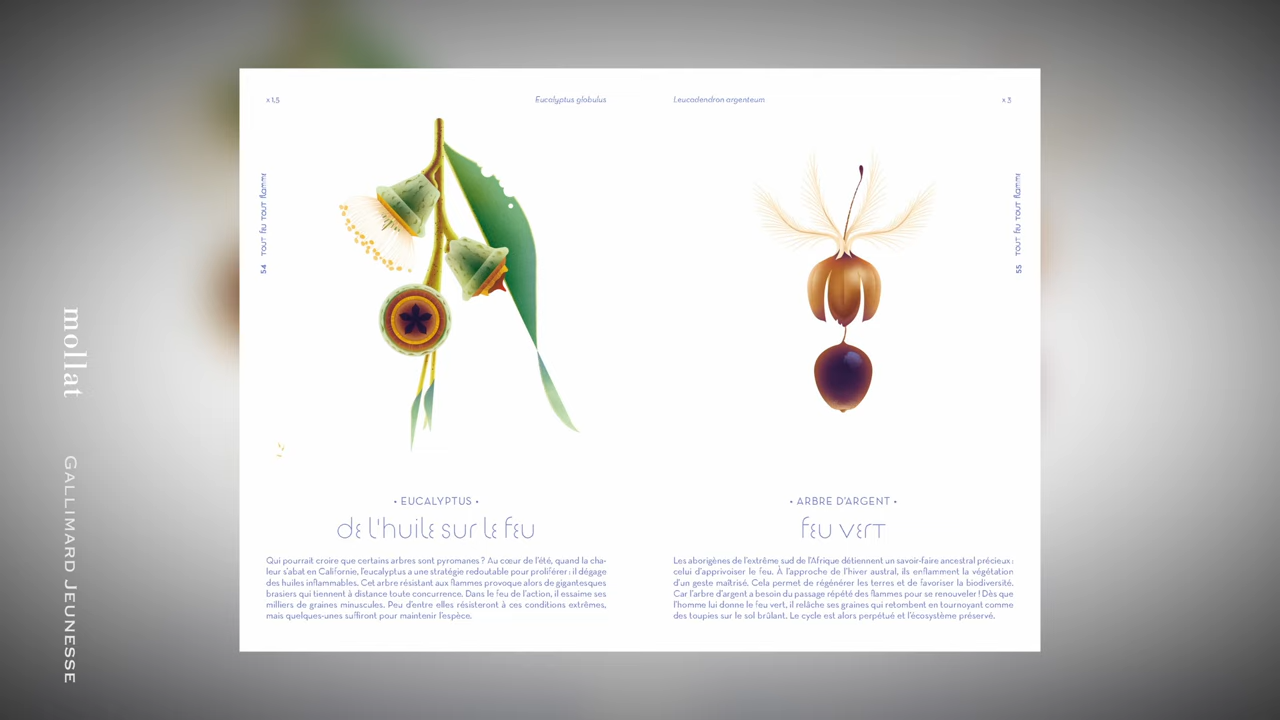 x 1,5
Eucalyptus globulus
54 TOUT fEU TOUT flAMME
• EUCALYPTUS •
dE l'huilE sur lE fEu
Qui pourrait croire que certains arbres sont pyromanes ? Au cœur de l'été, quand la cha-
leur s'abat en Californie, l'eucalyptus a une stratégie redoutable pour proliférer : il dégage
des huiles inflammables. Cet arbre résistant aux flammes provoque alors de gigantesques
brasiers qui tiennent à distance toute concurrence. Dans le feu de l'action, il essaime ses
milliers de graines minuscules. Peu d'entre elles résisteront à ces conditions extrêmes,
mais quelques-unes suffiront pour maintenir l'espèce.
Leucadendron argenteum
x 3
55 TOUT fEU TOUT flAMME
• ARBRE D'ARGENT •
fEu vErT
Les aborigènes de l'extrême sud de l'Afrique détiennent un savoir-faire ancestral précieux :
celui d'apprivoiser le feu. À l'approche de l'hiver austral, ils enflamment la végétation
d'un geste maîtrisé. Cela permet de régénérer les terres et de favoriser la biodiversité.
Car l'arbre d'argent a besoin du passage répété des flammes pour se renouveler ! Dès que
l'homme lui donne le feu vert, il relâche ses graines qui retombent en tournoyant comme
des toupies sur le sol brûlant. Le cycle est alors perpétué et l'écosystème préservé.
mollat
GALLIMARD JEUNESSE